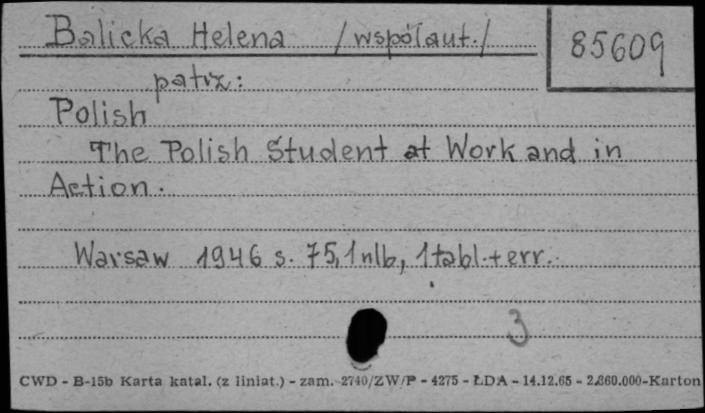 Balicka Helena /współaut./
85609
patrz:
Polish
The Polish Student at Work and in
Action.
Warsaw 1946 s. 75, 1 nlb, 1 tabl. + err.
3
CWD - B-15b Karta katal. (z liniat.) - zam. 2740/ZW/P - 4275 - ŁDA - 14.12.65 - 2.860.000-Karton